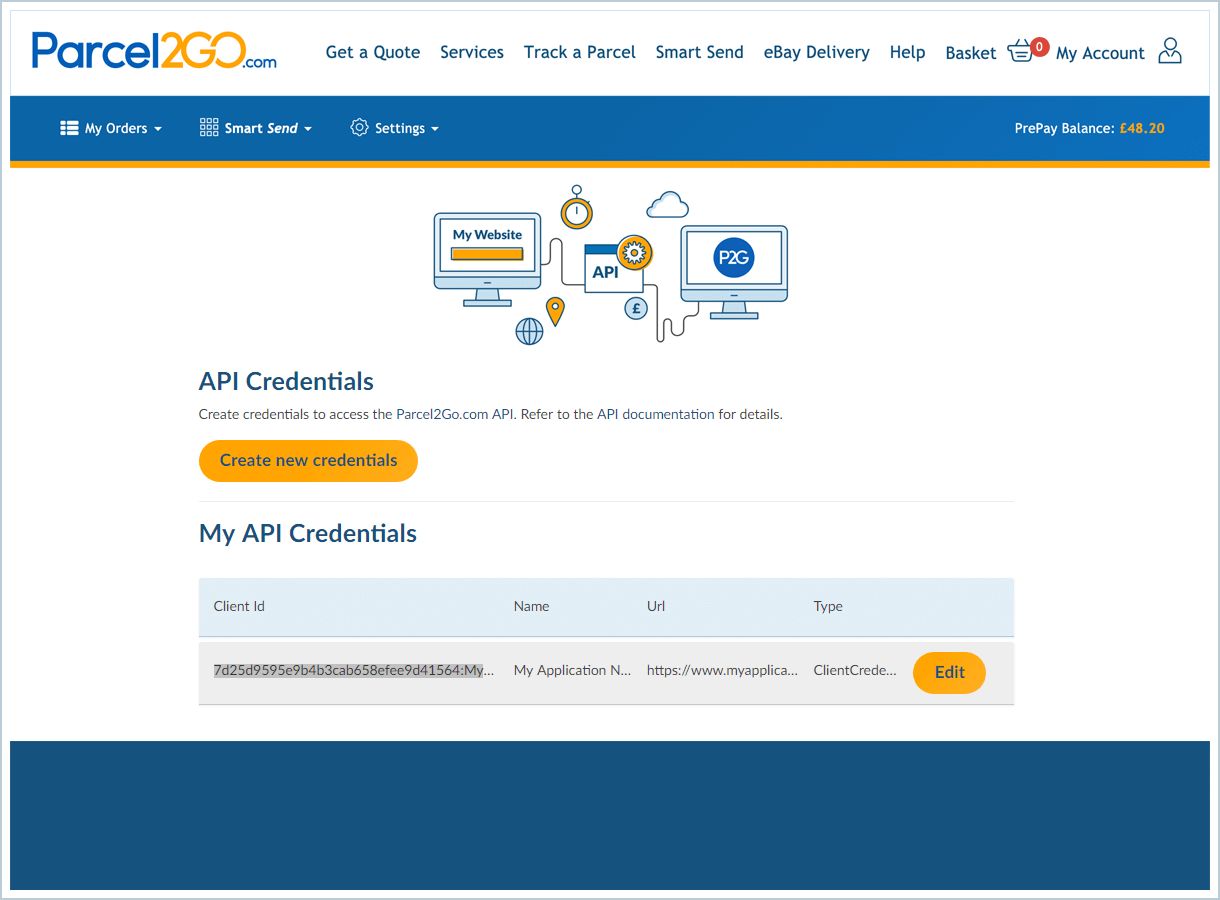 Parcel2GO.com
Get a Quote Services Track a Parcel Smart Send eBay Delivery Help Basket 0 My Account
My Orders Smart Send Settings PrePay Balance: £48.20
My Website
API
P2G
£
API Credentials
Create credentials to access the Parcel2Go.com API. Refer to the API documentation for details.
Create new credentials
My API Credentials
Client Id Name Url Type
7d25d9595e9b4b3cab658efee9d41564:My... My Application N... https://www.myapplica... ClientCrede... Edit